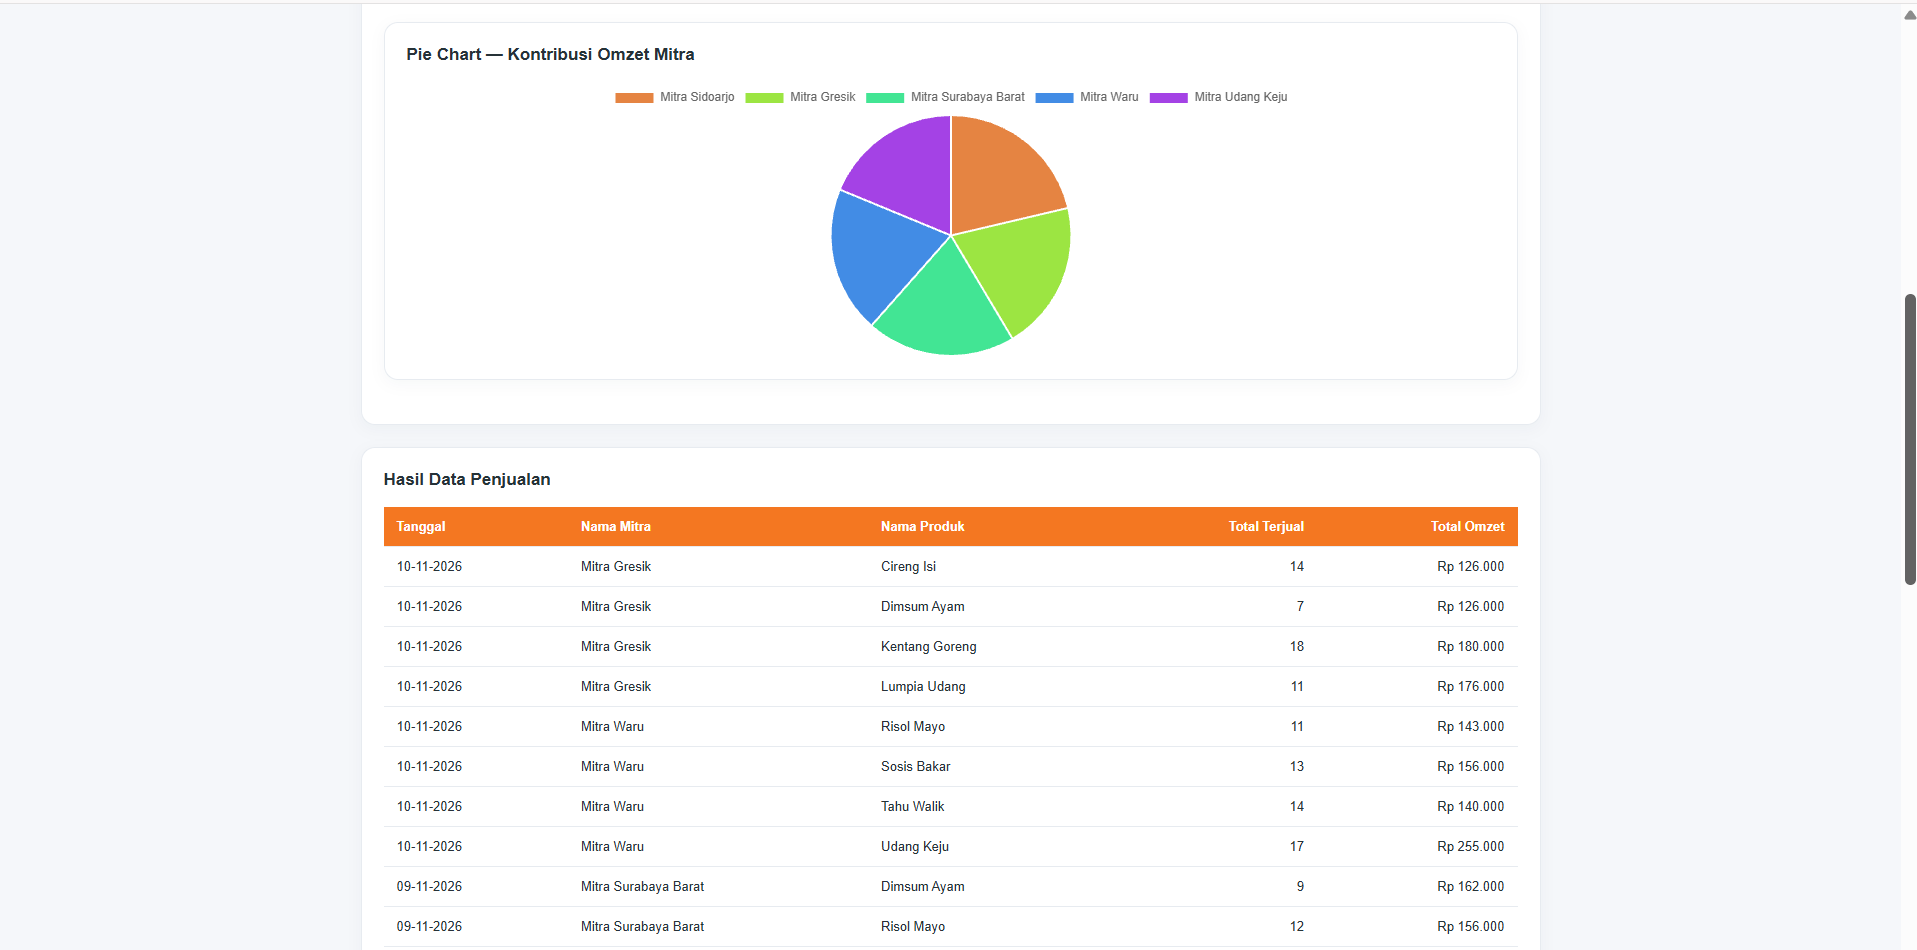 Pie Chart — Kontribusi Omzet Mitra
Mitra Sidoarjo Mitra Gresik Mitra Surabaya Barat Mitra Waru Mitra Udang Keju
Hasil Data Penjualan
Tanggal Nama Mitra Nama Produk Total Terjual Total Omzet
10-11-2026 Mitra Gresik Cireng Isi 14 Rp 126.000
10-11-2026 Mitra Gresik Dimsum Ayam 7 Rp 126.000
10-11-2026 Mitra Gresik Kentang Goreng 18 Rp 180.000
10-11-2026 Mitra Gresik Lumpia Udang 11 Rp 176.000
10-11-2026 Mitra Waru Risol Mayo 11 Rp 143.000
10-11-2026 Mitra Waru Sosis Bakar 13 Rp 156.000
10-11-2026 Mitra Waru Tahu Walik 14 Rp 140.000
10-11-2026 Mitra Waru Udang Keju 17 Rp 255.000
09-11-2026 Mitra Surabaya Barat Dimsum Ayam 9 Rp 162.000
09-11-2026 Mitra Surabaya Barat Risol Mayo 12 Rp 156.000